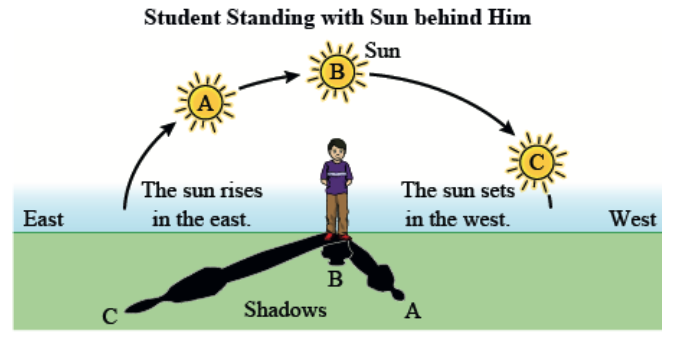 Student Standing with Sun behind Him
Sun
B
A
C
The sun rises
in the east.
The sun sets
in the west.
East
West
B
Shadows
C
A